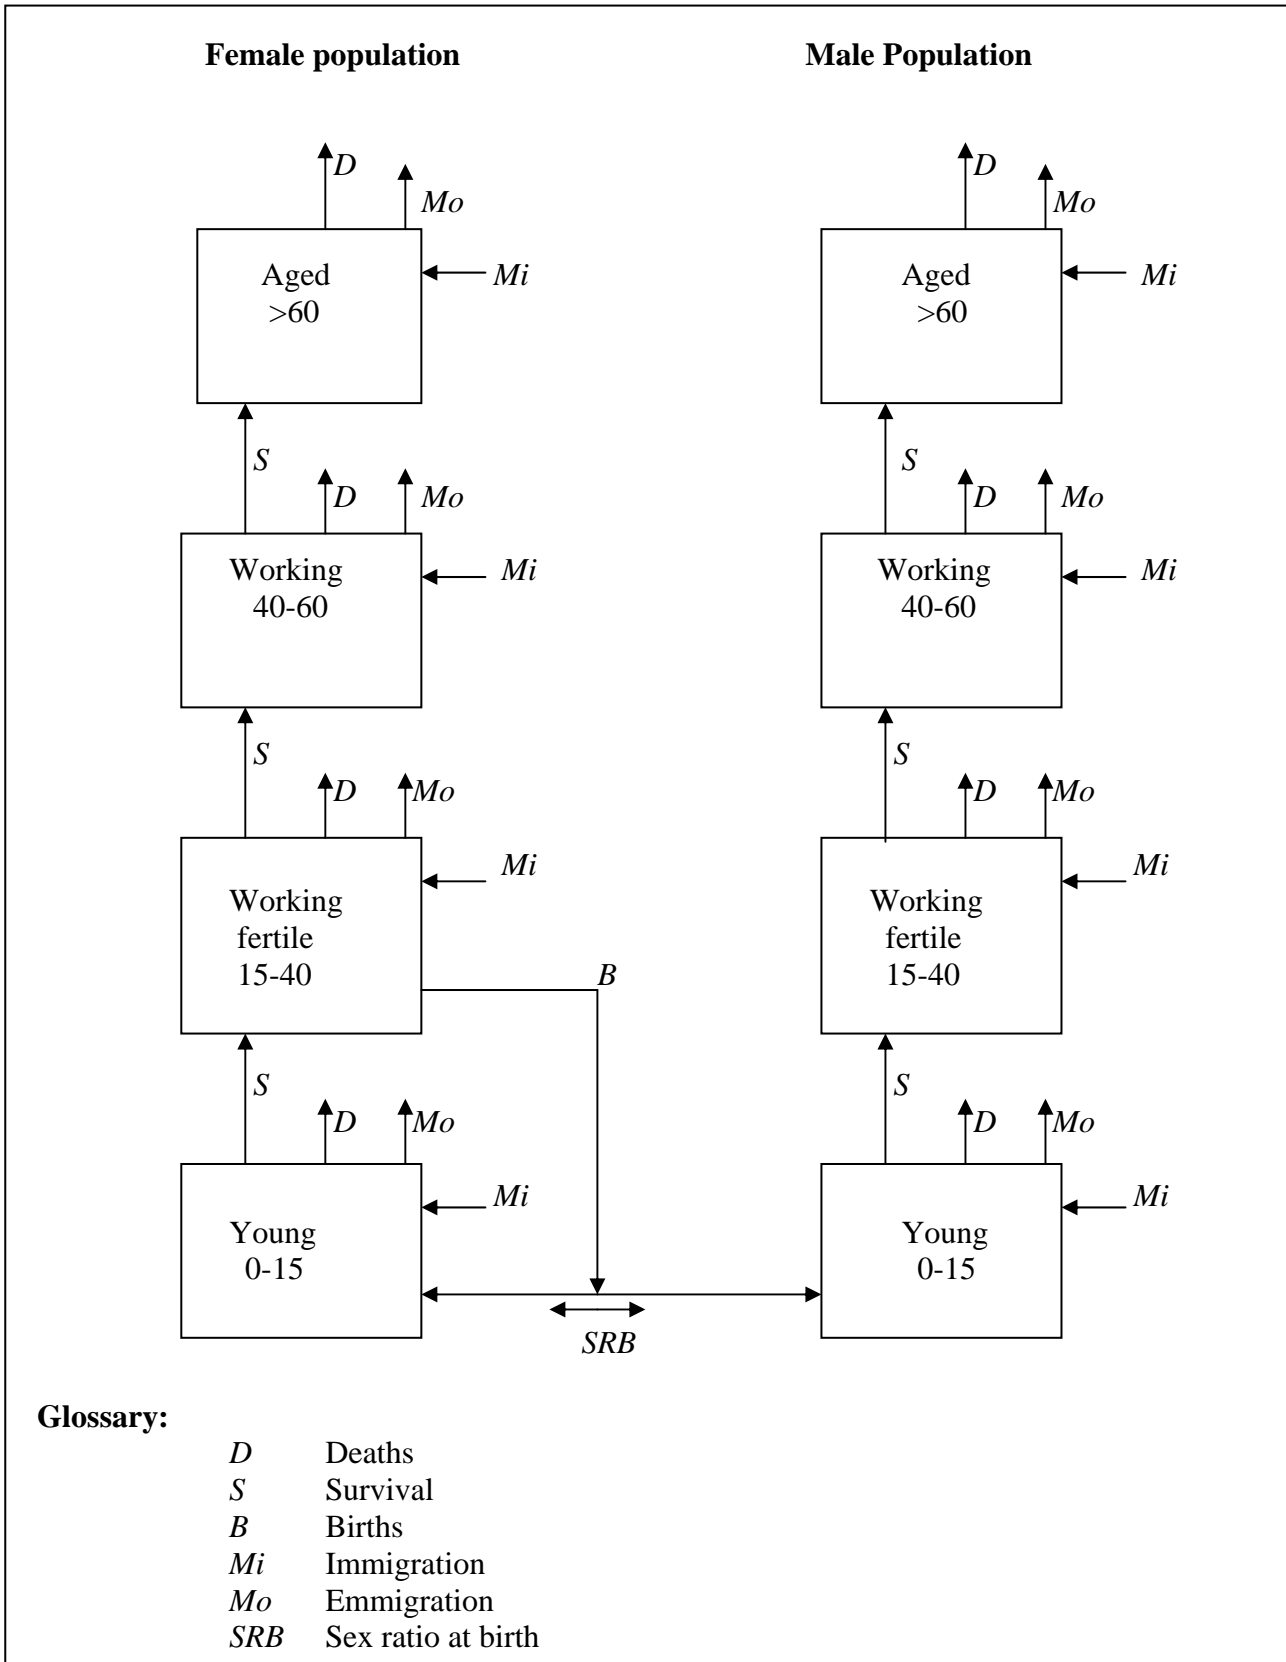 Female population
Male Population
D
D
Mo
Mo
Aged
>60
Mi
Aged
>60
Mi
S
D
Mo
S
D
Mo
Working
40-60
Mi
Working
40-60
Mi
S
D
Mo
S
D
Mo
Working
fertile
15-40
Mi
Working
fertile
15-40
Mi
B
S
D
Mo
S
D
Mo
Young
0-15
Mi
Young
0-15
Mi
SRB
Glossary:
D Deaths
S Survival
B Births
Mi Immigration
Mo Emmigration
SRB Sex ratio at birth